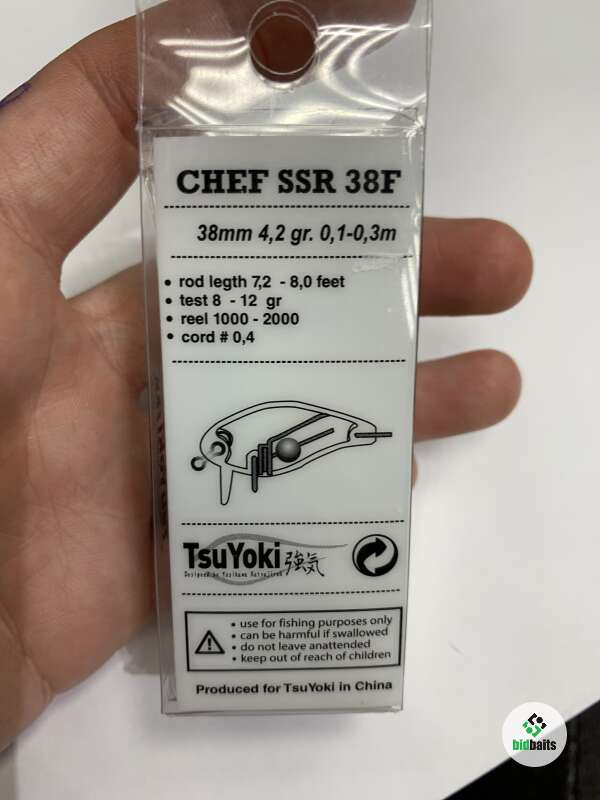 CHEF SSR 38F
38mm 4,2 gr. 0,1-0,3m
• rod legth 7,2 - 8,0 feet
• test 8 - 12 gr
• reel 1000 - 2000
• cord # 0,4
TsuYoki 強気
• use for fishing purposes only
• can be harmful if swallowed
• do not leave anattended
• keep out of reach of children
Produced for TsuYoki in China
bidbaits